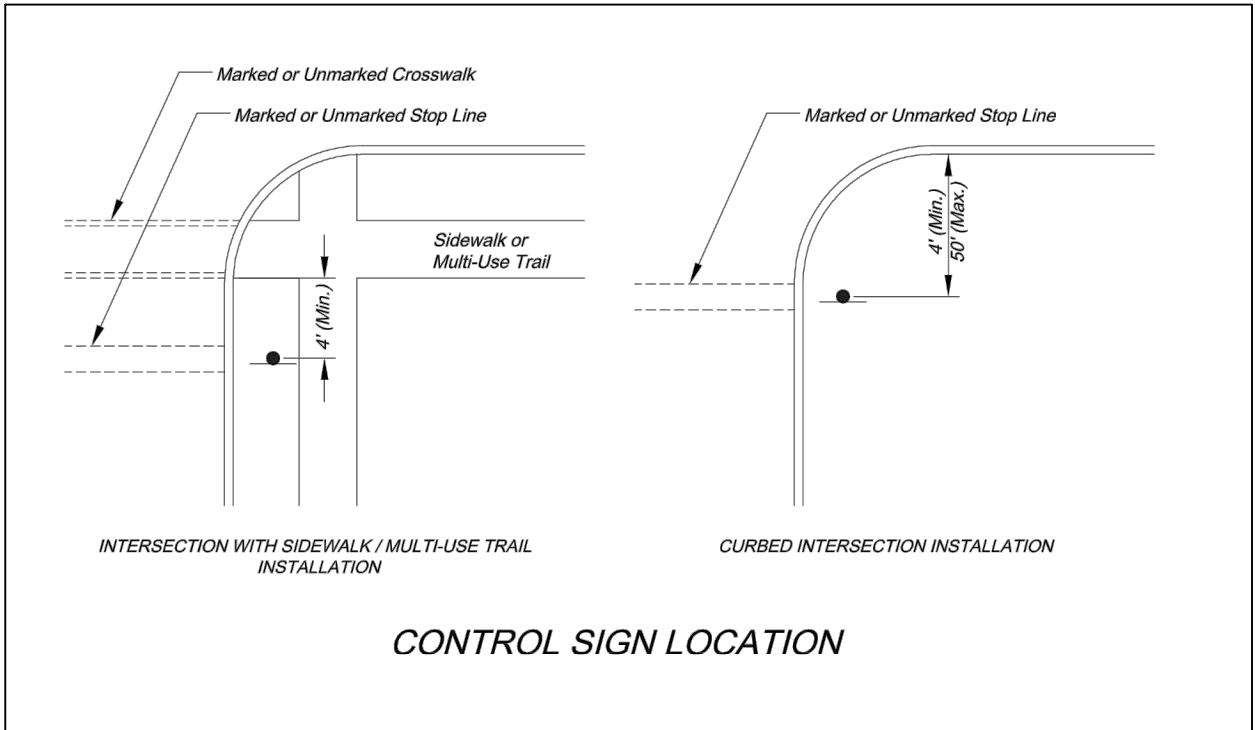 Marked or Unmarked Crosswalk
Marked or Unmarked Stop Line
Sidewalk or
Multi-Use Trail
4' (Min.)
INTERSECTION WITH SIDEWALK / MULTI-USE TRAIL
INSTALLATION
Marked or Unmarked Stop Line
4' (Min.)
50' (Max.)
CURBED INTERSECTION INSTALLATION
CONTROL SIGN LOCATION